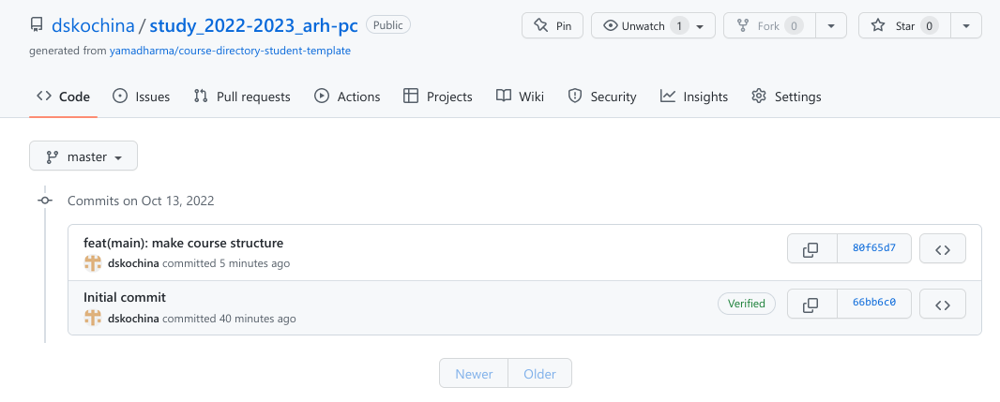 dskochina / study_2022-2023_arh-pc Public Pin Unwatch 1 Fork 0 Star 0
generated from yamadharma/course-directory-student-template
Code Issues Pull requests Actions Projects Wiki Security Insights Settings
master
Commits on Oct 13, 2022
feat(main): make course structure
dskochina committed 5 minutes ago
80f65d7
Initial commit
dskochina committed 40 minutes ago
Verified 66bb6c0
Newer Older